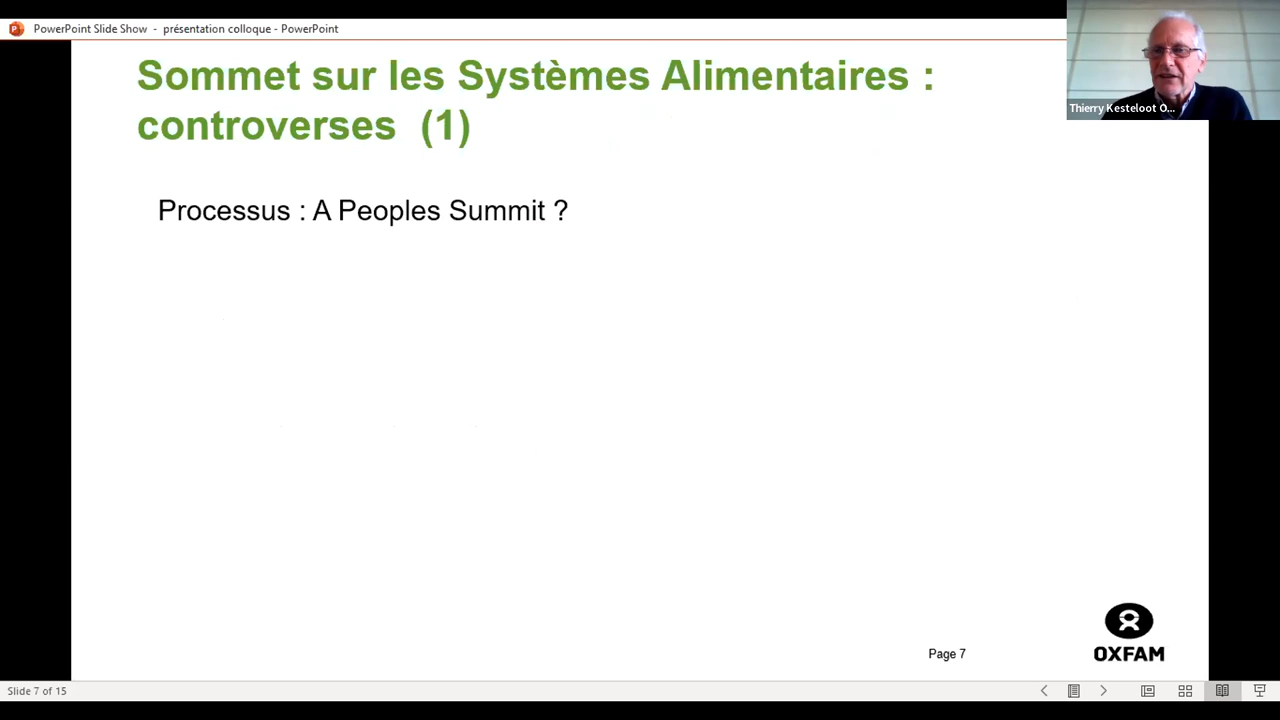 PowerPoint Slide Show - présentation colloque - PowerPoint
Thierry Kesteloot O...
Sommet sur les Systèmes Alimentaires :
controverses (1)
Processus : A Peoples Summit ?
Page 7
OXFAM
Slide 7 of 15